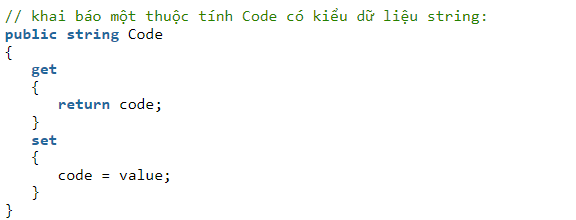 // khai báo một thuộc tính Code có kiểu dữ liệu string:
public string Code
{
   get
   {
      return code;
   }
   set
   {
      code = value;
   }
}